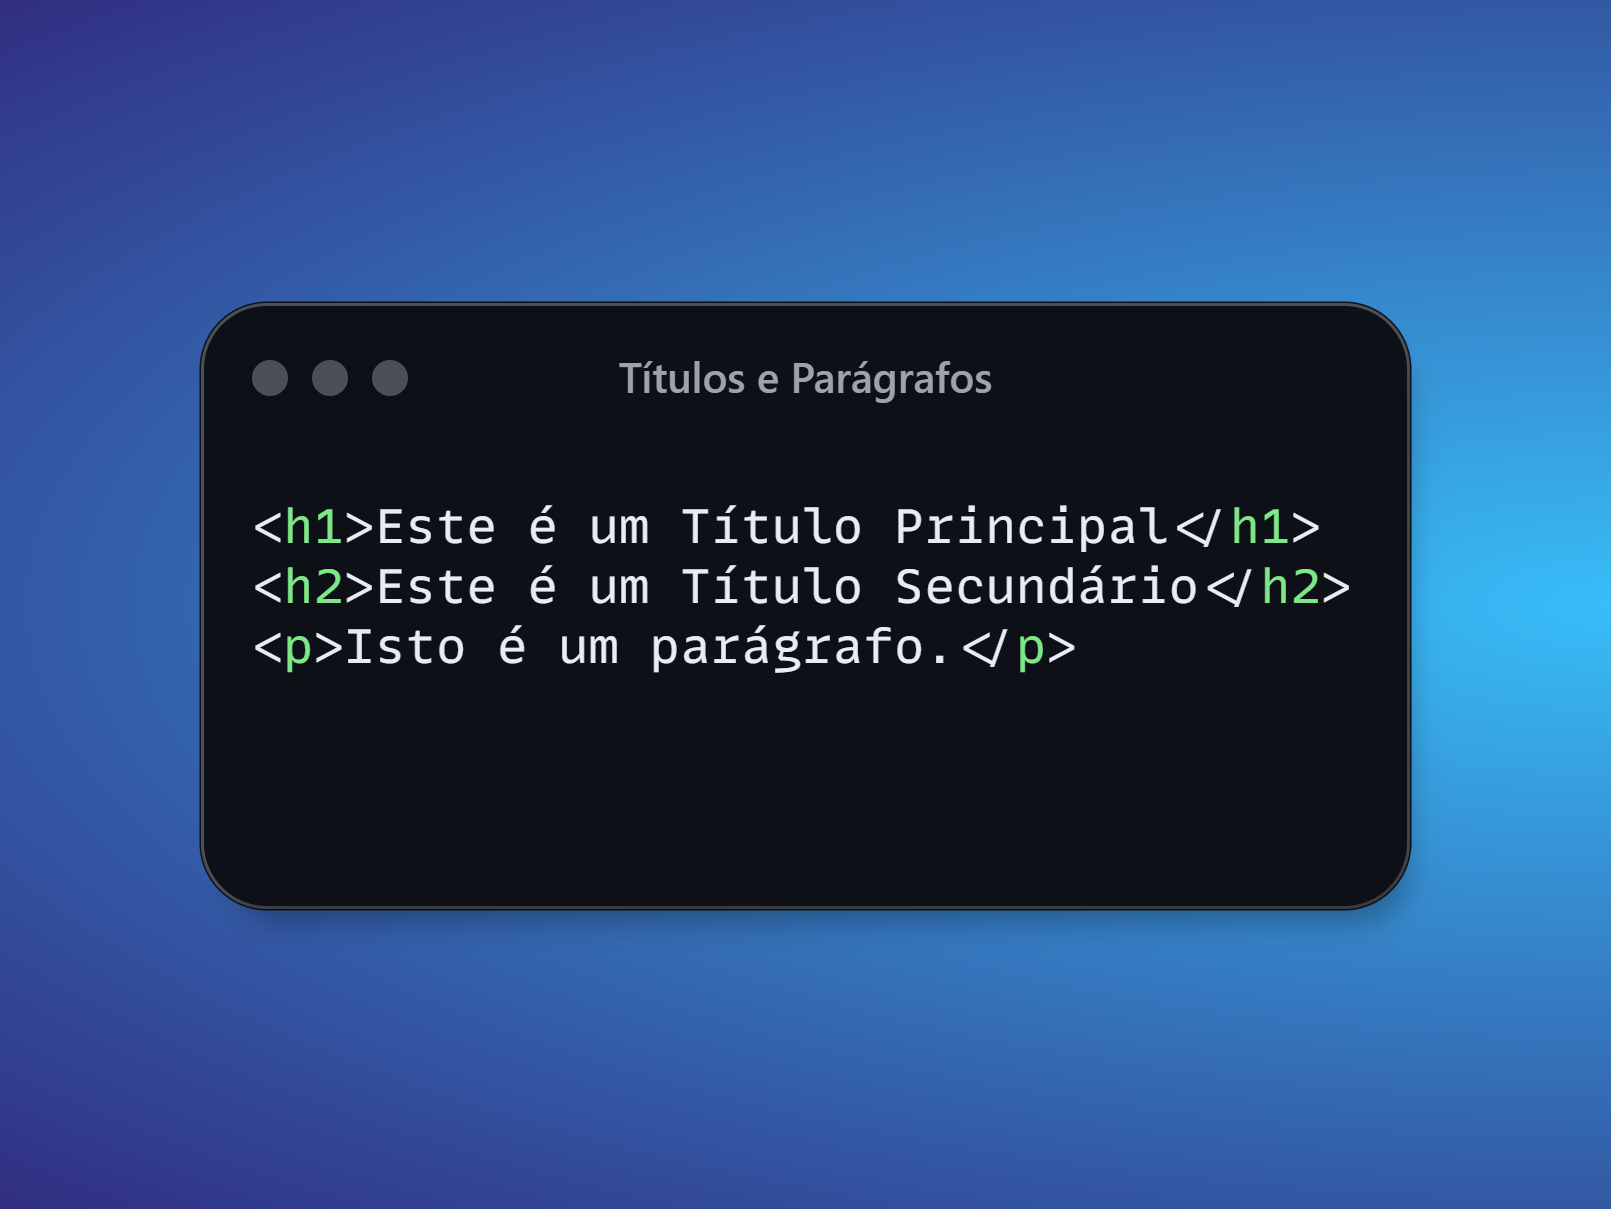 Títulos e Parágrafos
<h1>Este é um Título Principal</h1>
<h2>Este é um Título Secundário</h2>
<p>Isto é um parágrafo.</p>